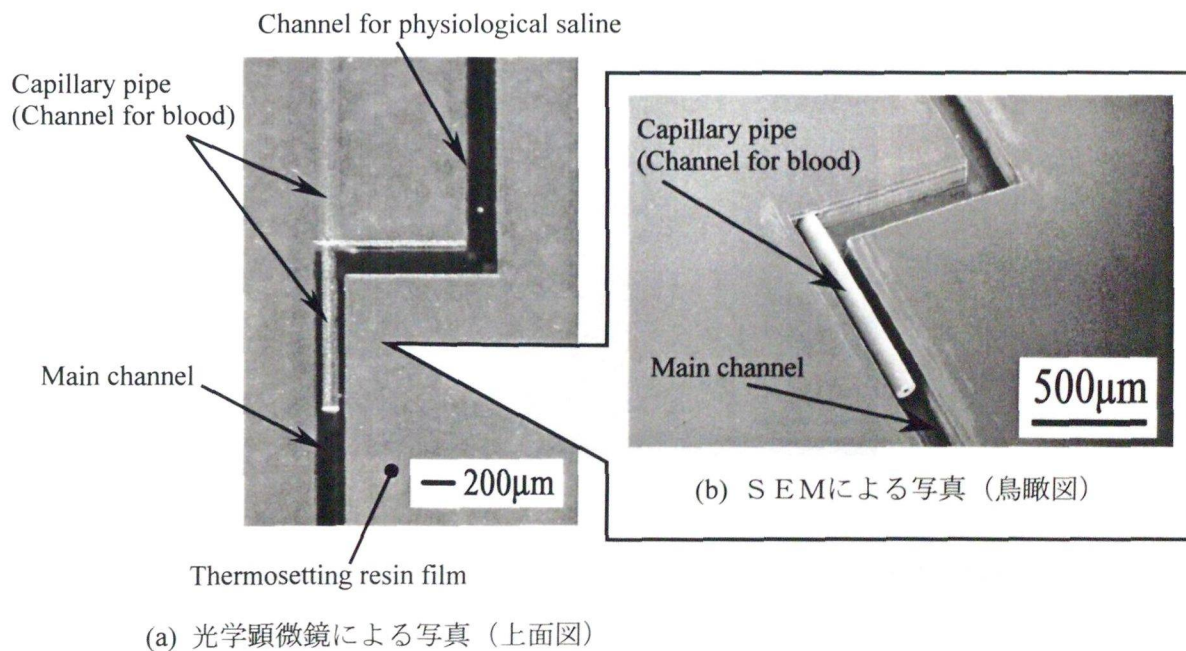 Channel for physiological saline
Capillary pipe
(Channel for blood)
Main channel
200μm
Thermosetting resin film
(a) 光学顕微鏡による写真（上面図）
Capillary pipe
(Channel for blood)
Main channel
500μm
(b) ＳＥＭによる写真（鳥瞰図）